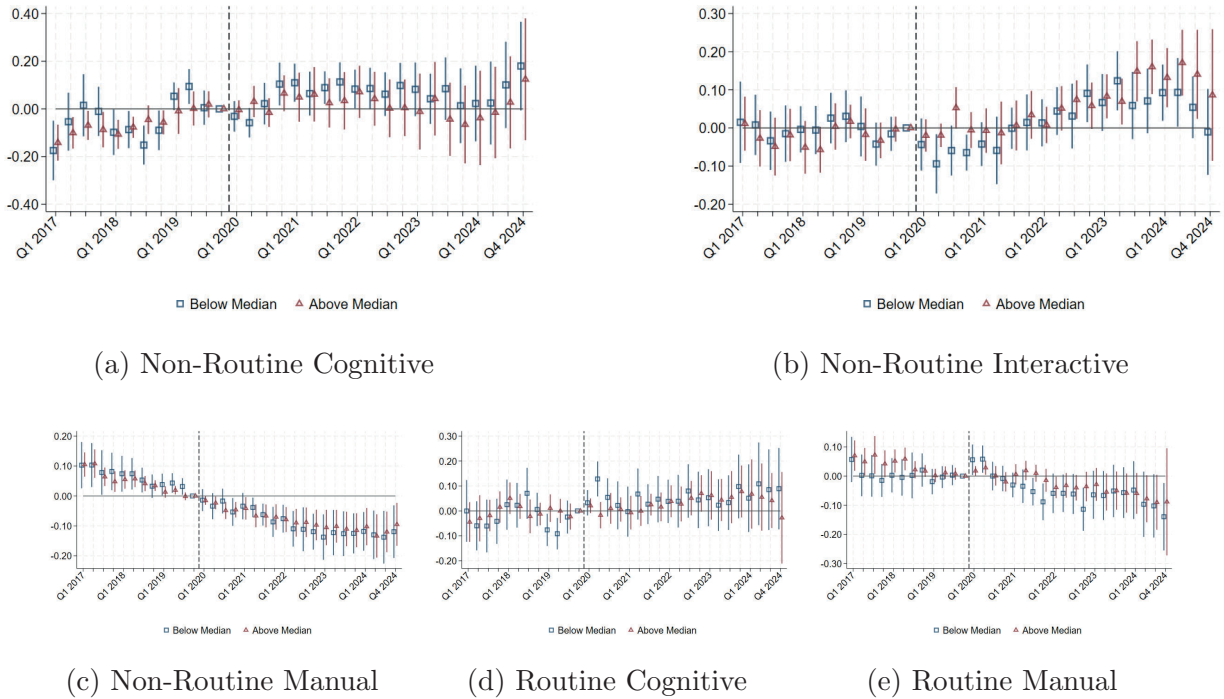 0.40
0.20
0.00
-0.20
-0.40
Q1 2017
Q1 2018
Q1 2019
Q1 2020
Q1 2021
Q1 2022
Q1 2023
Q1 2024
Q4 2024
Below Median Above Median
(a) Non-Routine Cognitive
0.30
0.20
0.10
0.00
-0.10
-0.20
Q1 2017
Q1 2018
Q1 2019
Q1 2020
Q1 2021
Q1 2022
Q1 2023
Q1 2024
Q4 2024
Below Median Above Median
(b) Non-Routine Interactive
0.20
0.10
0.00
-0.10
-0.20
Q1 2017
Q1 2018
Q1 2019
Q1 2020
Q1 2021
Q1 2022
Q1 2023
Q1 2024
Q4 2024
Below Median Above Median
(c) Non-Routine Manual
0.30
0.20
0.10
0.00
-0.10
-0.20
Q1 2017
Q1 2018
Q1 2019
Q1 2020
Q1 2021
Q1 2022
Q1 2023
Q1 2024
Q4 2024
Below Median Above Median
(d) Routine Cognitive
0.10
0.00
-0.10
-0.20
-0.30
Q1 2017
Q1 2018
Q1 2019
Q1 2020
Q1 2021
Q1 2022
Q1 2023
Q1 2024
Q4 2024
Below Median Above Median
(e) Routine Manual